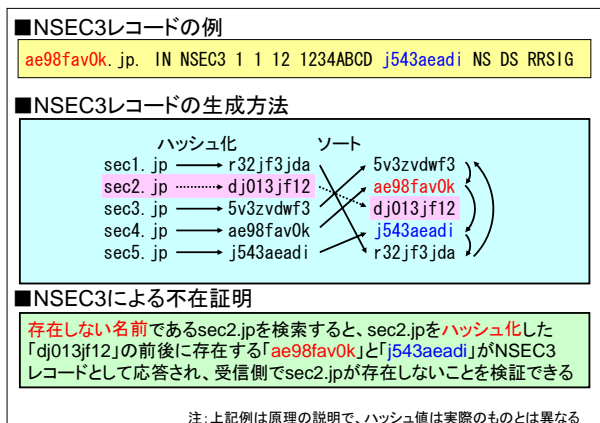 ■NSEC3レコードの例
ae98fav0k.jp. IN NSEC3 1 1 12 1234ABCD j543aeadi NS DS RRSIG
■NSEC3レコードの生成方法
ハッシュ化 ソート
sec1.jp r32jf3jda 5v3zvdwf3
sec2.jp dj013jf12 ae98fav0k
sec3.jp 5v3zvdwf3 dj013jf12
sec4.jp ae98fav0k j543aeadi
sec5.jp j543aeadi r32jf3jda
■NSEC3による不在証明
存在しない名前であるsec2.jpを検索すると、sec2.jpをハッシュ化した
「dj013jf12」の前後に存在する「ae98fav0k」と「j543aeadi」がNSEC3
レコードとして応答され、受信側でsec2.jpが存在しないことを検証できる
注:上記例は原理の説明で、ハッシュ値は実際のものとは異なる